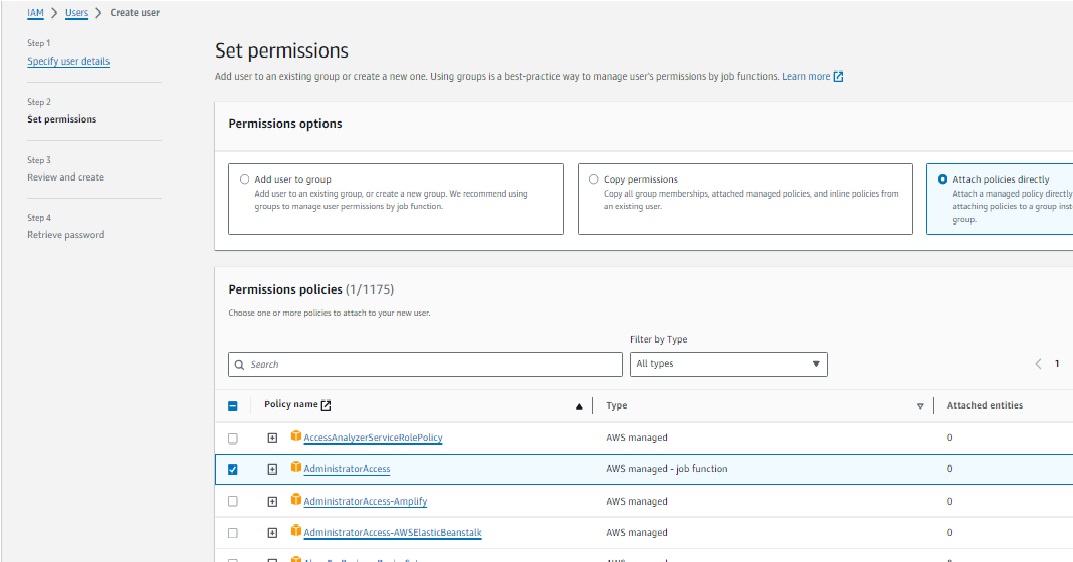 IAM > Users > Create user
Step 1
Specify user details
Step 2
Set permissions
Step 3
Review and create
Step 4
Retrieve password
Set permissions
Add user to an existing group or create a new one. Using groups is a best-practice way to manage user's permissions by job functions. Learn more
Permissions options
Add user to group
Add user to an existing group, or create a new group. We recommend using
groups to manage user permissions by job function.
Copy permissions
Copy all group memberships, attached managed policies, and inline policies from
an existing user.
Attach policies directly
Attach a managed policy directly
attaching policies to a group inst
group.
Permissions policies (1/1175)
Choose one or more policies to attach to your new user.
Filter by Type
Search
All types
1
Policy name
Type
Attached entities
AccessAnalyzerServiceRolePolicy AWS managed 0
AdministratorAccess AWS managed - job function 0
AdministratorAccess-Amplify AWS managed 0
AdministratorAccess-AWSElasticBeanstalk AWS managed 0